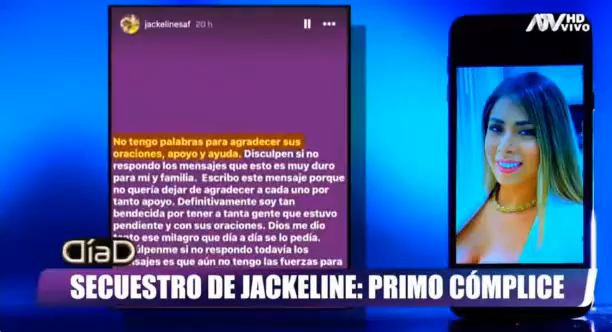 jackelinesaf 20 h
ATV HD
VIVO
No tengo palabras para agradecer sus
oraciones, apoyo y ayuda. Disculpen si no
respondo los mensajes que esto es muy duro
para mí y familia. Escribo este mensaje porque
no quería dejar de agradecer a cada uno por
tanto apoyo. Definitivamente soy tan
bendecida por tener a tanta gente que estuvo
pendiente y con sus oraciones. Dios me dio
ese milagro que día a día se lo pedía.
si no respondo todavía los
es que aún no tengo las fuerzas para
DíaD
SECUESTRO DE JACKELINE: PRIMO CÓMPLICE